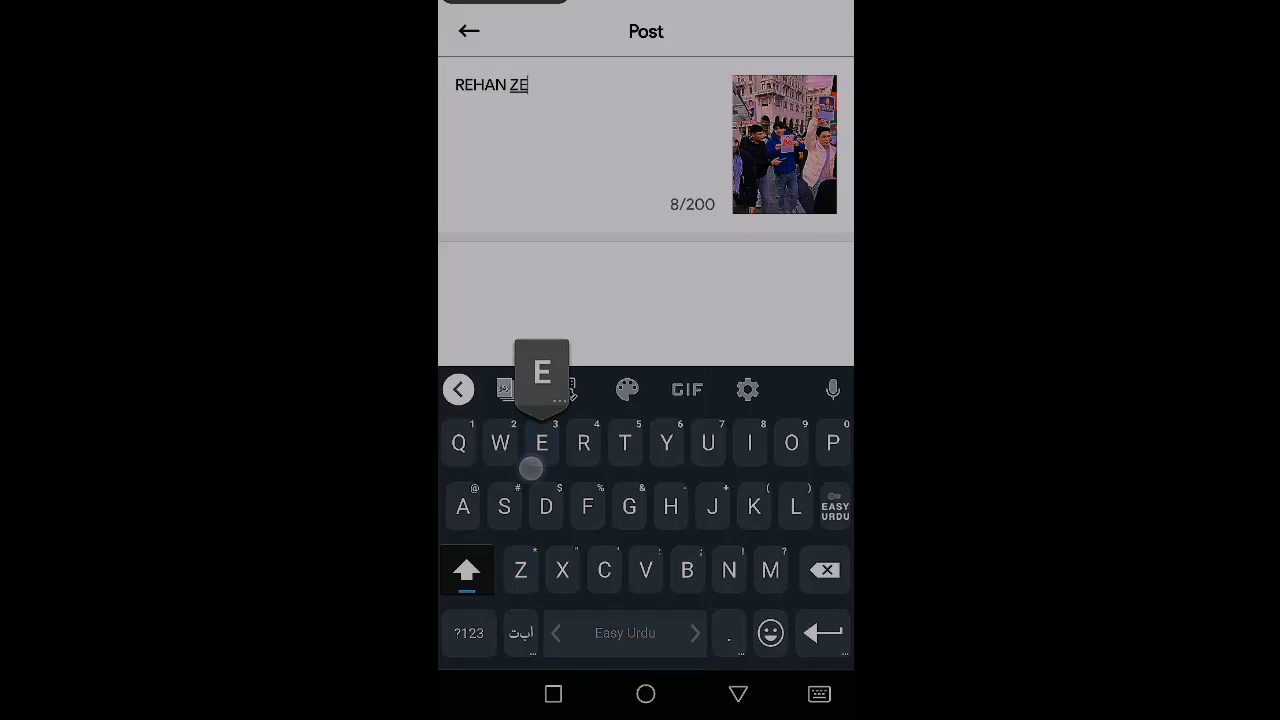 Post
REHAN ZE
8/200
E
GIF
1 2 3 4 5 6 7 8 9 0
Q W E R T Y U I O P
@ # $ % & - + ( )
A S D F G H J K L EASY URDU
* " ' : ; ! ?
Z X C V B N M
?123 ابت Easy Urdu .